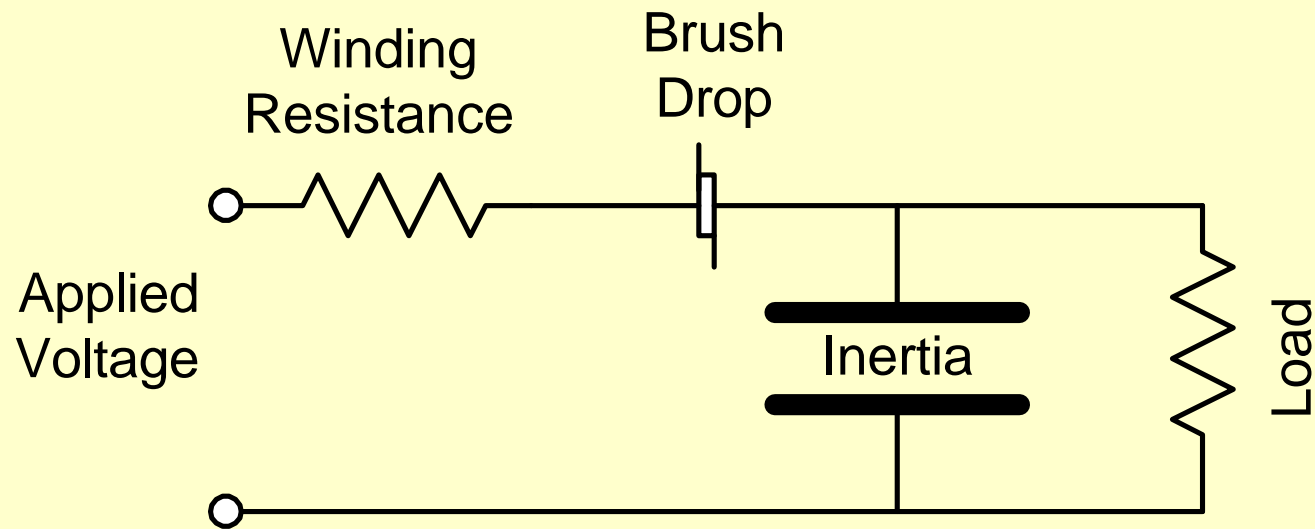 Winding
Resistance
Brush
Drop
Applied
Voltage
Inertia
Load